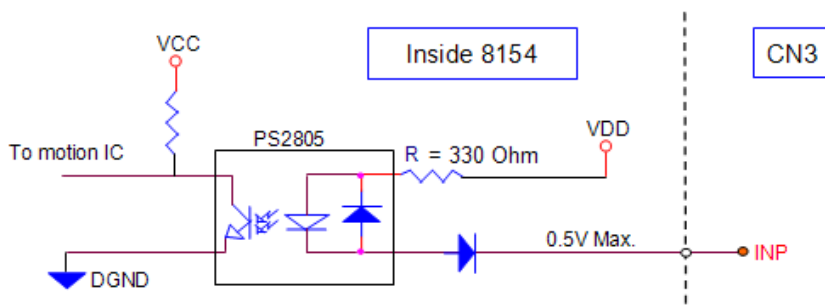 Inside 8154
CN3
VCC
VDD
PS2805
R = 330 Ohm
To motion IC
0.5V Max.
INP
DGND